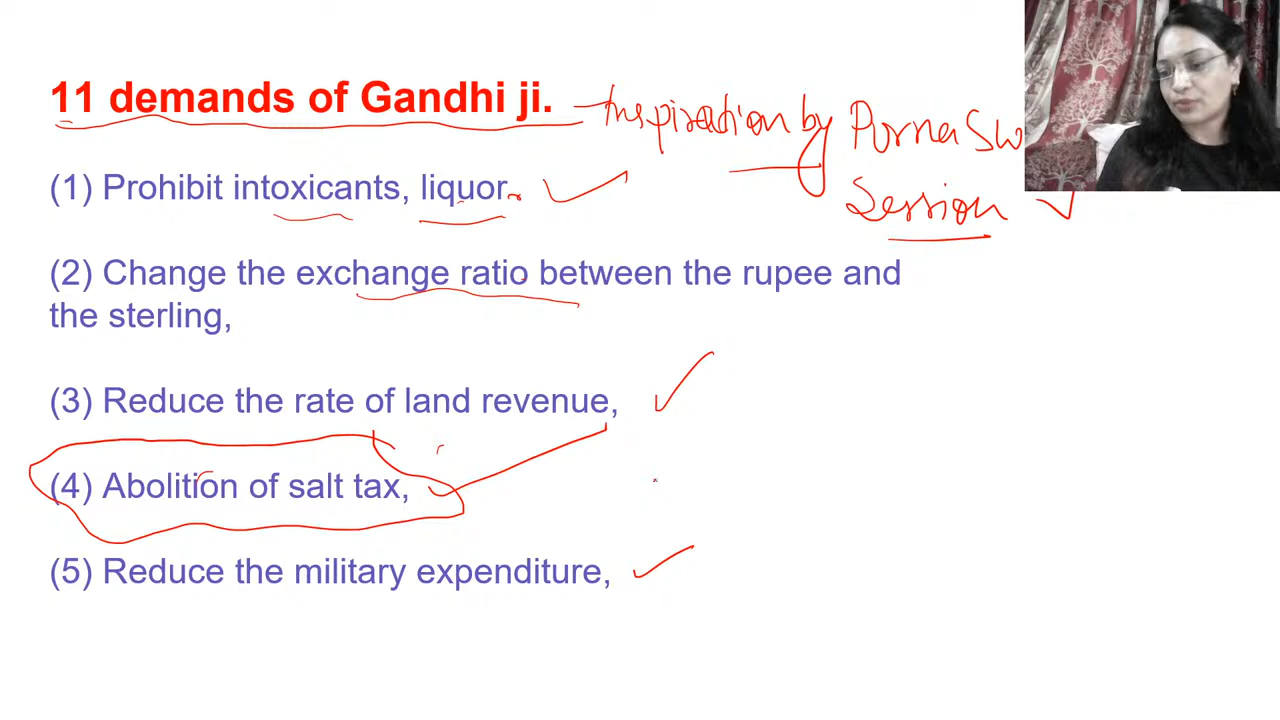 11 demands of Gandhi ji. Inspiration by Purna
Session
(1) Prohibit intoxicants, liquor
(2) Change the exchange ratio between the rupee and
the sterling,
(3) Reduce the rate of land revenue,
(4) Abolition of salt tax,
(5) Reduce the military expenditure,